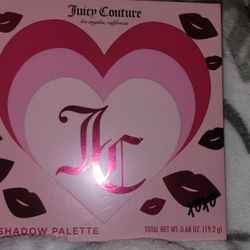 Juicy Couture
los angeles, california
JC
XOXO
SHADOW PALETTE
TOTAL NET WT. 0.68 OZ. (19.2 g)